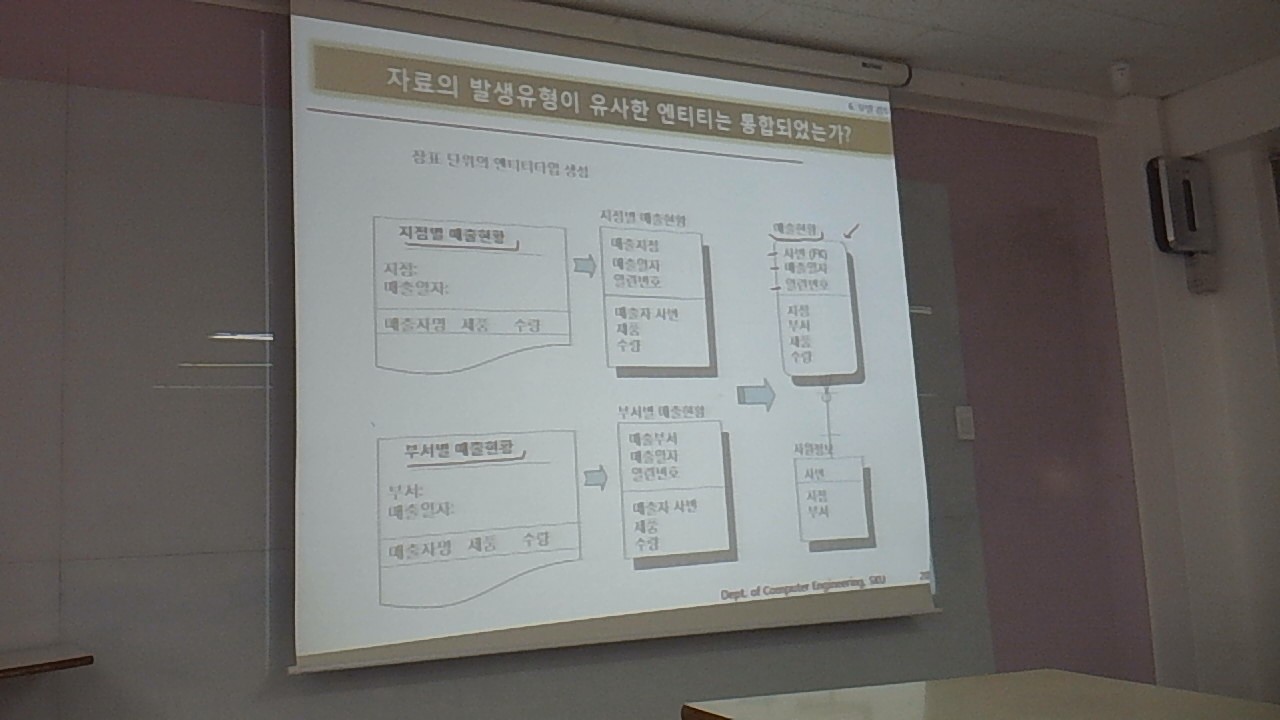 자료의 발생유형이 유사한 엔티티는 통합되었는가?
장표 단위의 엔티티타입 생성
지점별 매출현황
지점:
매출일자:
매출자명 제품 수량
지점별 매출현황
매출지점
매출일자
일련번호
매출자 사번
제품
수량
매출현황
사번 (FK)
매출일자
일련번호
지점
부서
제품
수량
부서별 매출현황
부서:
매출일자:
매출자명 제품 수량
부서별 매출현황
매출부서
매출일자
일련번호
매출자 사번
제품
수량
사원정보
사번
지점
부서
Dept. of Computer Engineering, SKU